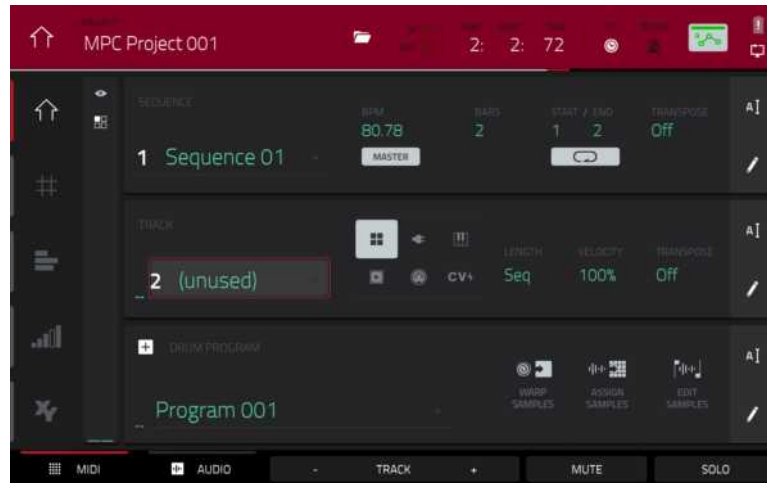 MPC Project 001
2: 2: 72
SEQUENCE
1 Sequence 01
BPM
80.78
MASTER
BARS
2
START / END
1 2
TRANSPOSE
Off
TRACK
2 (unused)
CV
LENGTH
Seq
VELOCITY
100%
TRANSPOSE
Off
DRUM PROGRAM
Program 001
WARP
SAMPLES
ASSIGN
SAMPLES
EDIT
SAMPLES
XY
MIDI
AUDIO
- TRACK +
MUTE
SOLO